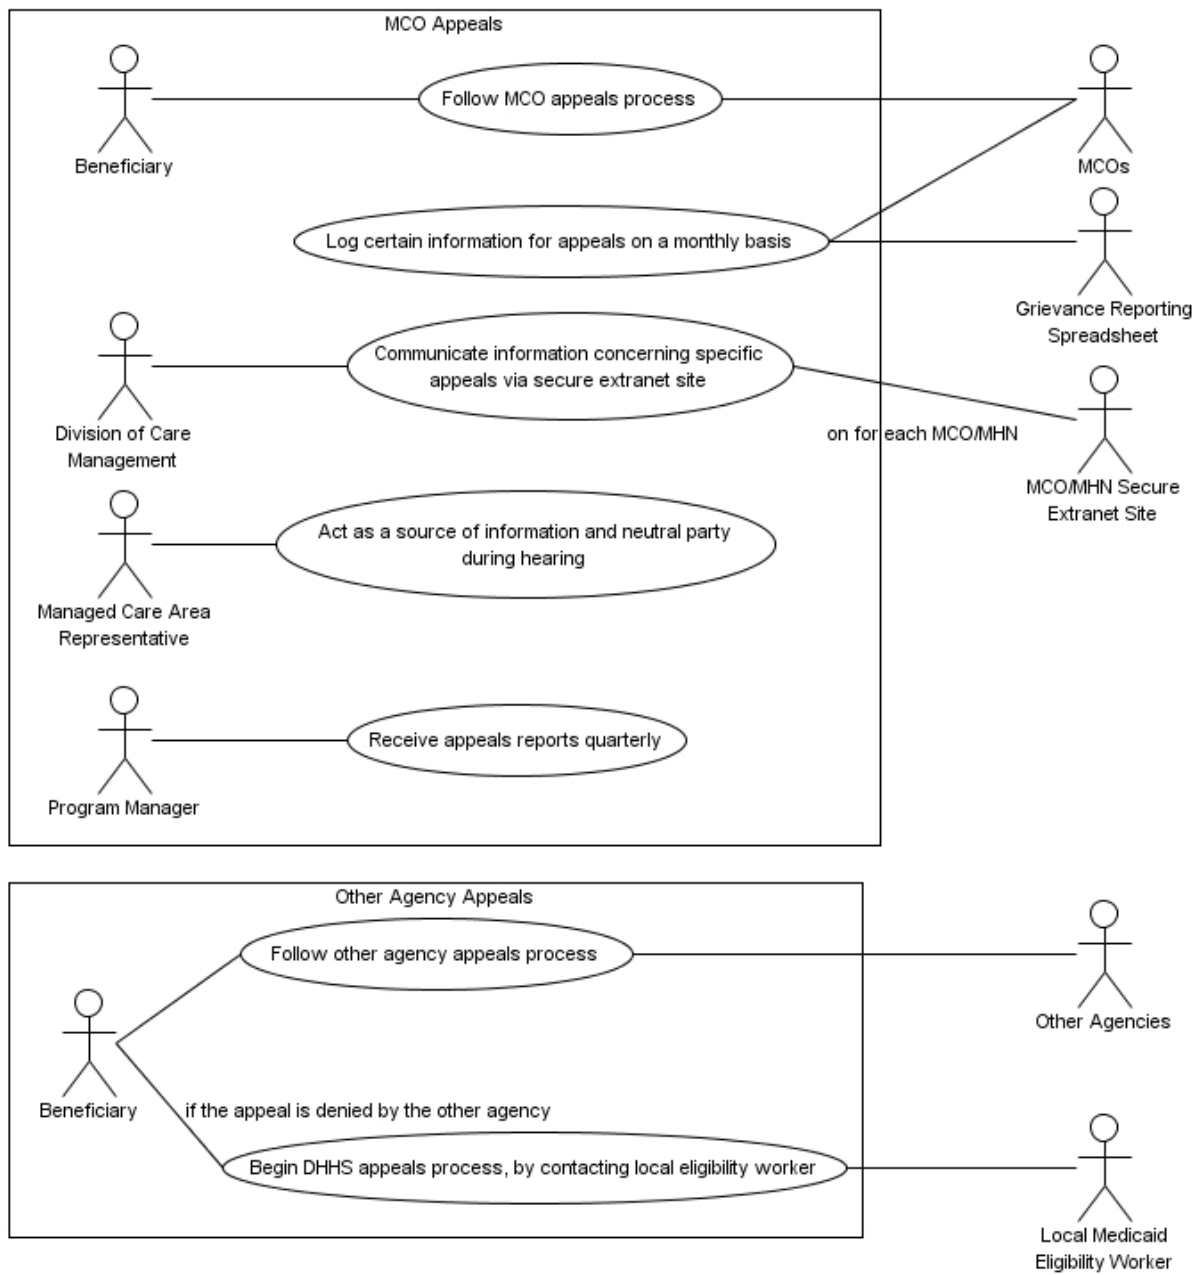 MCO Appeals
Follow MCO appeals process
Beneficiary
MCOs
Log certain information for appeals on a monthly basis
Grievance Reporting
Spreadsheet
Communicate information concerning specific
appeals via secure extranet site
Division of Care
Management
on for each MCO/MHN
MCO/MHN Secure
Extranet Site
Act as a source of information and neutral party
during hearing
Managed Care Area
Representative
Receive appeals reports quarterly
Program Manager
Other Agency Appeals
Follow other agency appeals process
Other Agencies
Beneficiary
if the appeal is denied by the other agency
Begin DHHS appeals process, by contacting local eligibility worker
Local Medicaid
Eligibility Worker